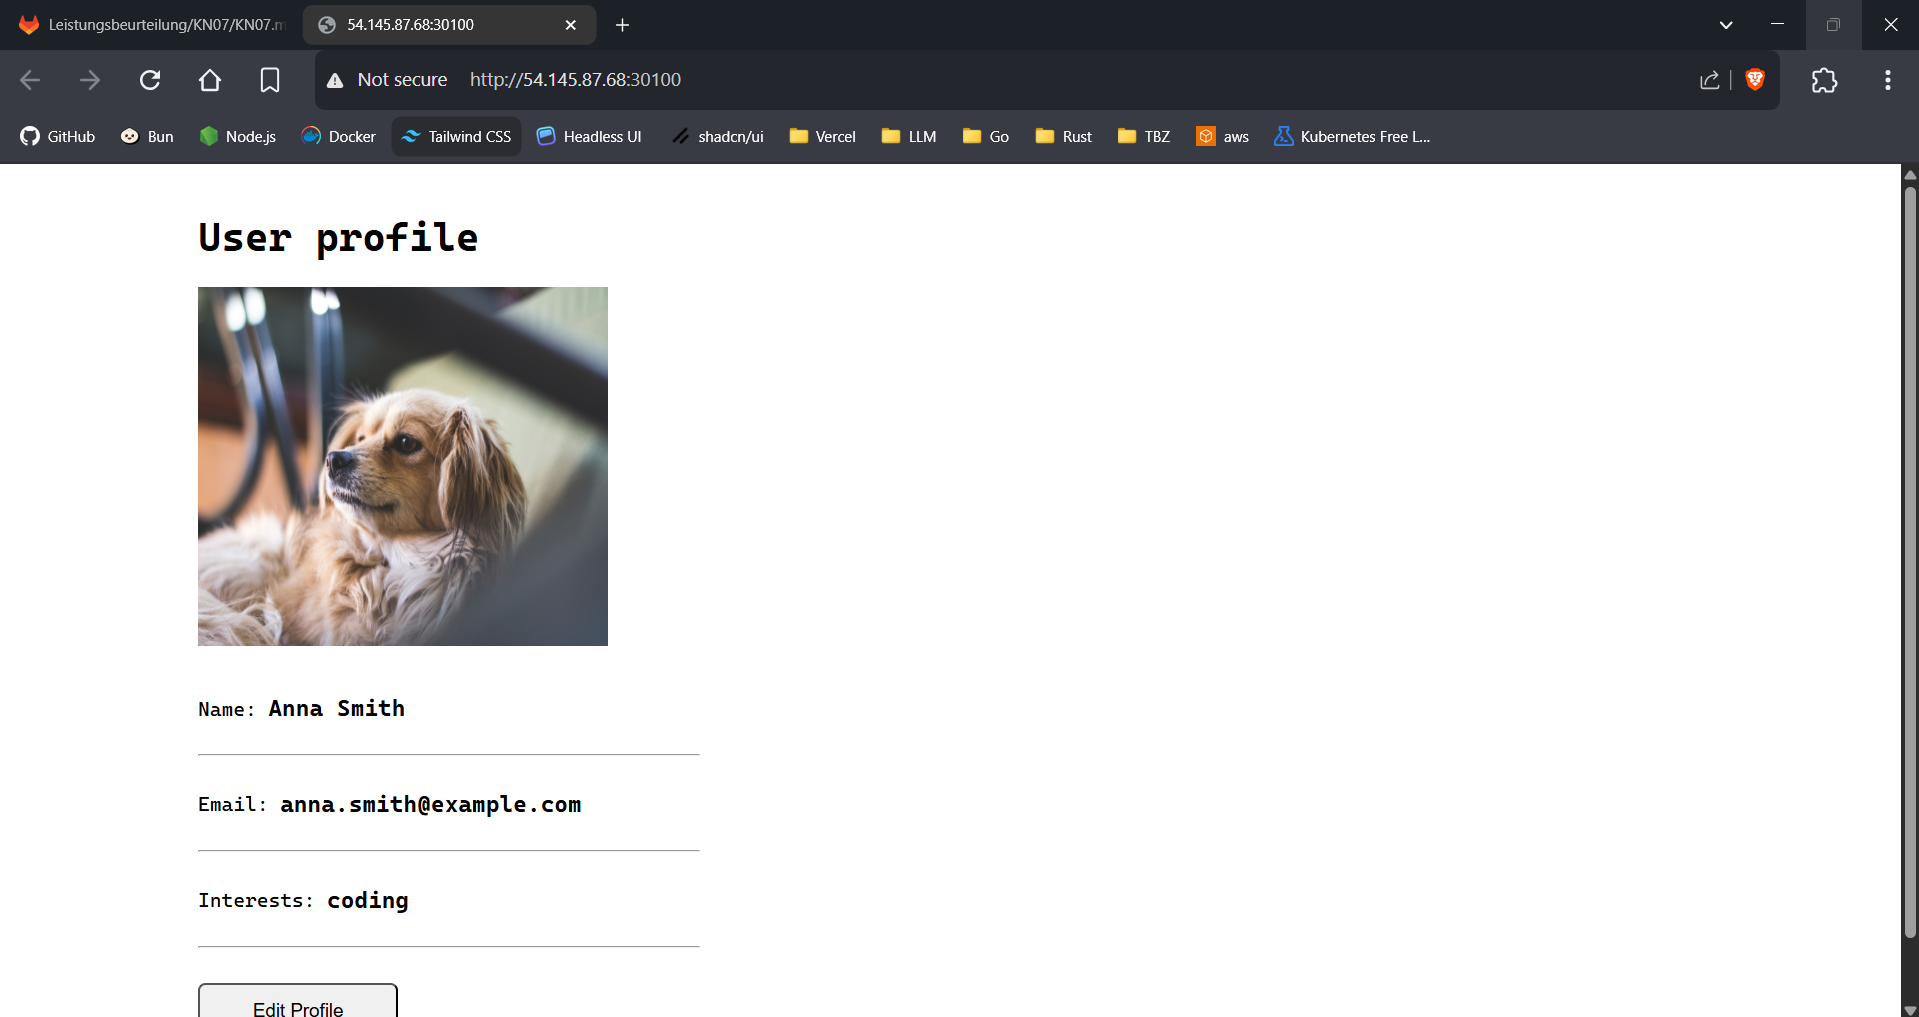 Leistungsbeurteilung/KN07/KN07.m
54.145.87.68:30100
Not secure http://54.145.87.68:30100
GitHub Bun Node.js Docker Tailwind CSS Headless UI shadcn/ui Vercel LLM Go Rust TBZ aws Kubernetes Free L...
User profile
Name: Anna Smith
Email: anna.smith@example.com
Interests: coding
Edit Profile